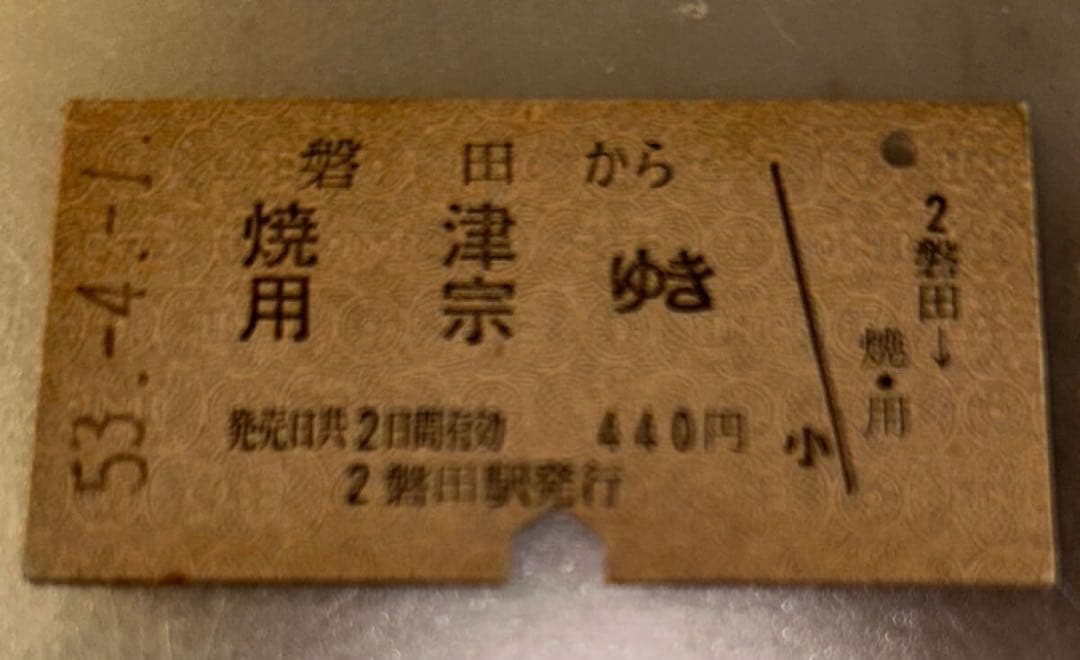 53.-4.-1.
磐田から
焼津
用宗
ゆき
発売日共2日間有効 440円
2 磐田駅発行
小
2磐田→
焼・用